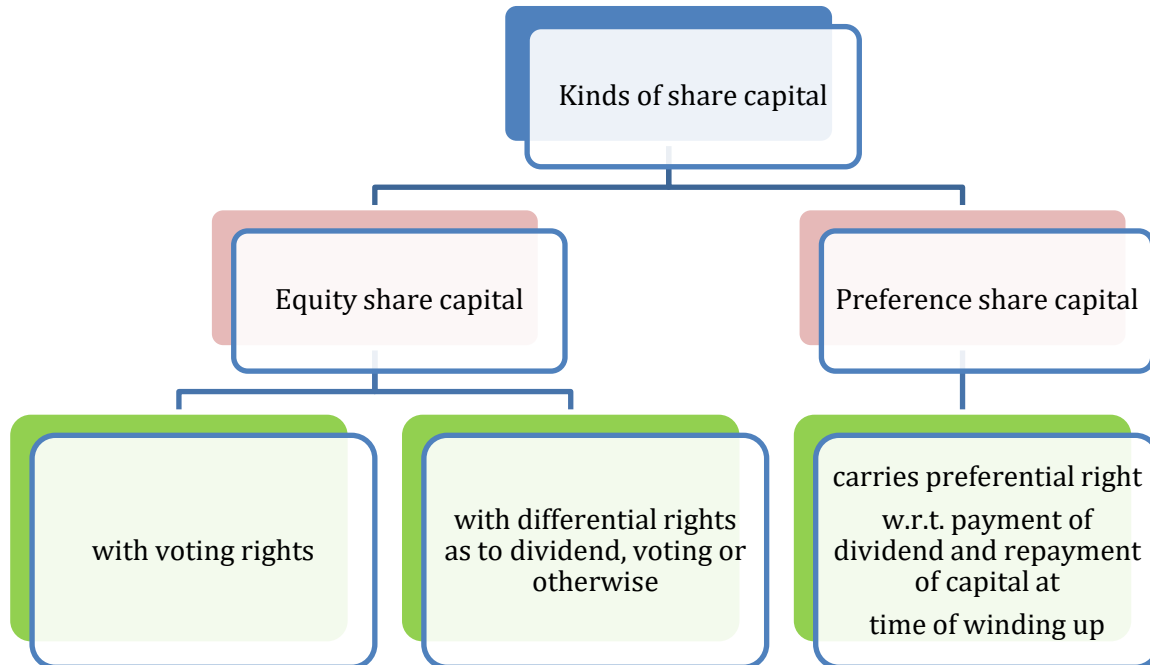 Kinds of share capital
Equity share capital
Preference share capital
with voting rights
with differential rights
as to dividend, voting or
otherwise
carries preferential right
w.r.t. payment of
dividend and repayment
of capital at
time of winding up